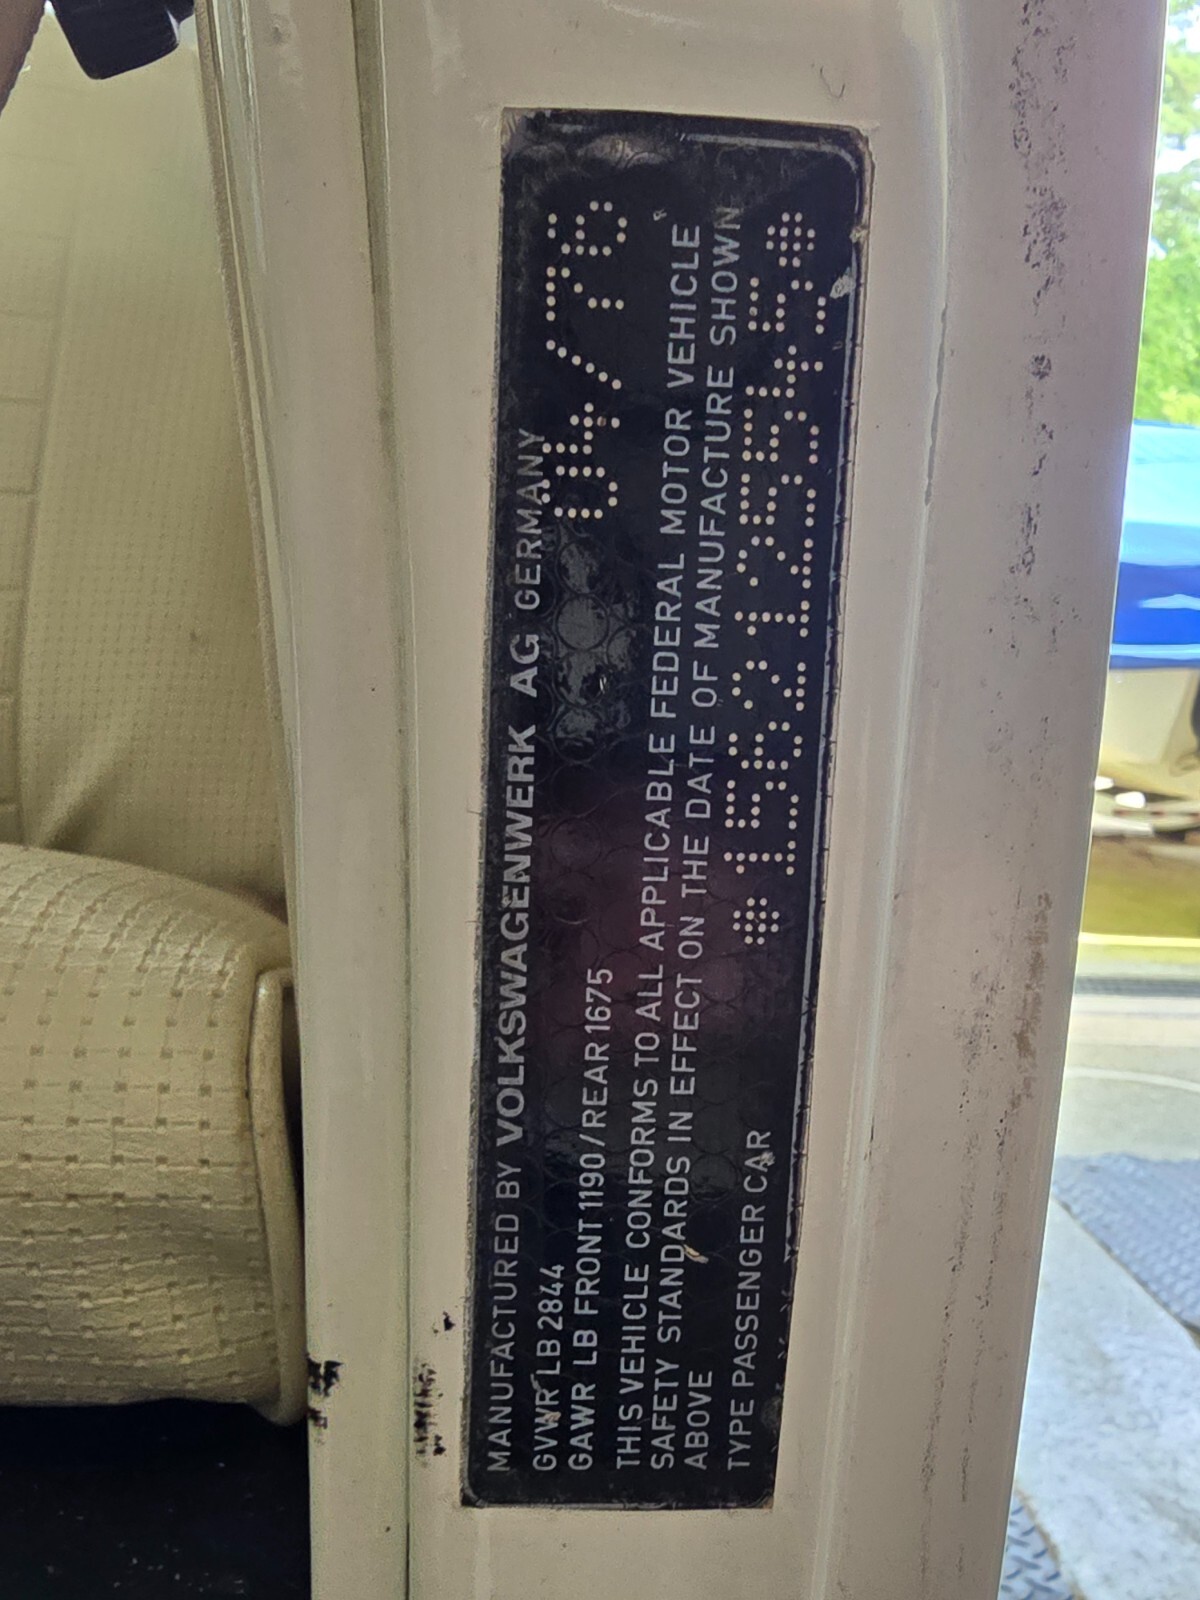 MANUFACTURED BY VOLKSWAGENWERK AG GERMANY
GVWR LB 2844
04/78
GAWR LB FRONT 1190/REAR 1675
THIS VEHICLE CONFORMS TO ALL APPLICABLE FEDERAL MOTOR VEHICLE
SAFETY STANDARDS IN EFFECT ON THE DATE OF MANUFACTURE SHOWN
ABOVE
TYPE PASSENGER CAR
*1582125545*